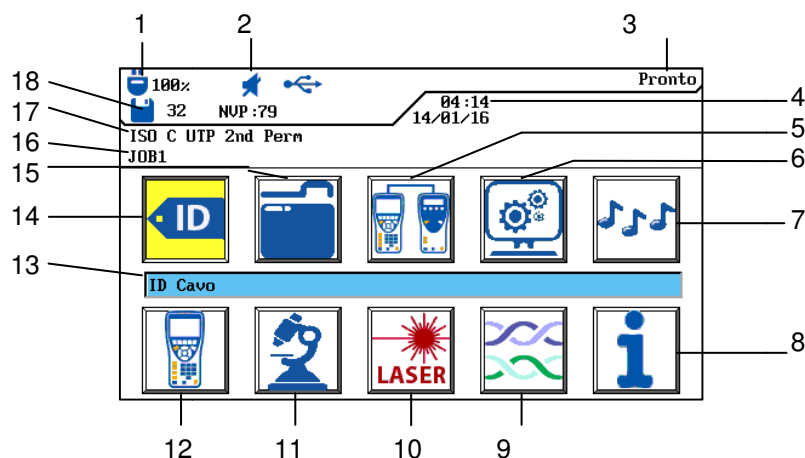 1 2 3
100% Pronto
18 32 NVP:79 04:14 4
17 14/01/16 5
ISO C UTP 2nd Perm
16 JOB1 6
15
14 ID 7
13 ID Cavo
LASER 8
12 11 10 9